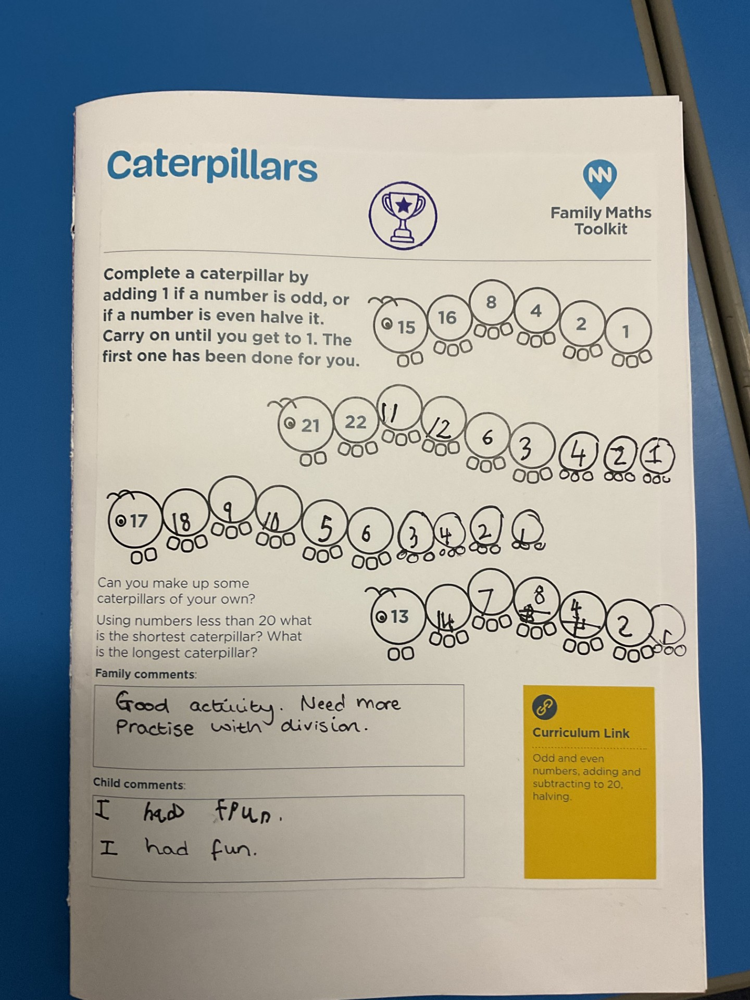 Caterpillars
Family Maths
Toolkit
Complete a caterpillar by
adding 1 if a number is odd, or
if a number is even halve it.
Carry on until you get to 1. The
first one has been done for you.
15 16 8 4 2 1
21 22 11 12 6 3 4 2 1
17 18 9 10 5 6 3 4 2 1
Can you make up some
caterpillars of your own?
Using numbers less than 20 what
is the shortest caterpillar? What
is the longest caterpillar?
13 14 7 8 4 2 1
Family comments:
Good activity. Need more
Practise with division.
Curriculum Link
Odd and even
numbers, adding and
subtracting to 20,
halving.
Child comments:
I had
I had fun.